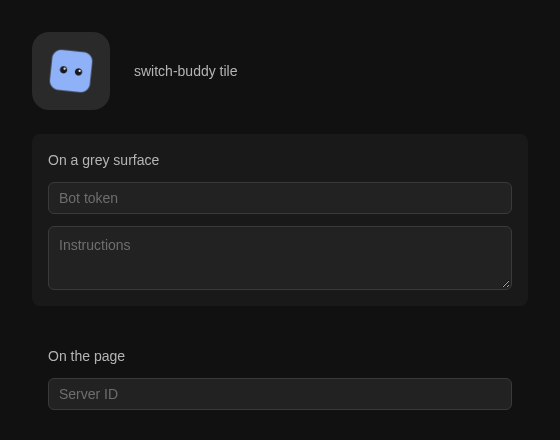 switch-buddy tile
On a grey surface
Bot token
Instructions
On the page
Server ID